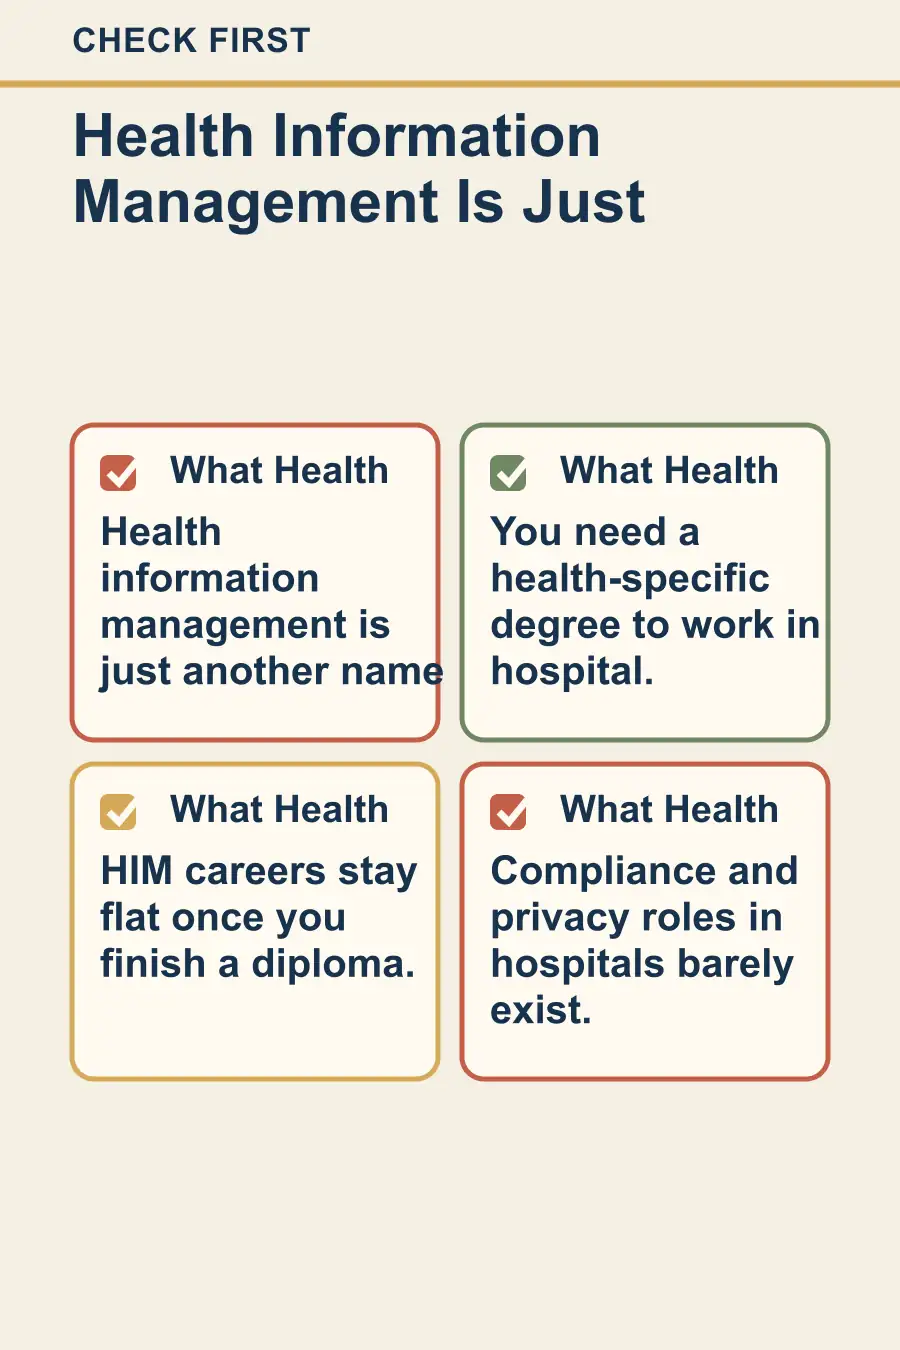 CHECK FIRST
Health Information
Management Is Just
What Health
Health
information
management is
just another name
What Health
You need a
health-specific
degree to work in
hospital.
What Health
HIM careers stay
flat once you
finish a diploma.
What Health
Compliance and
privacy roles in
hospitals barely
exist.